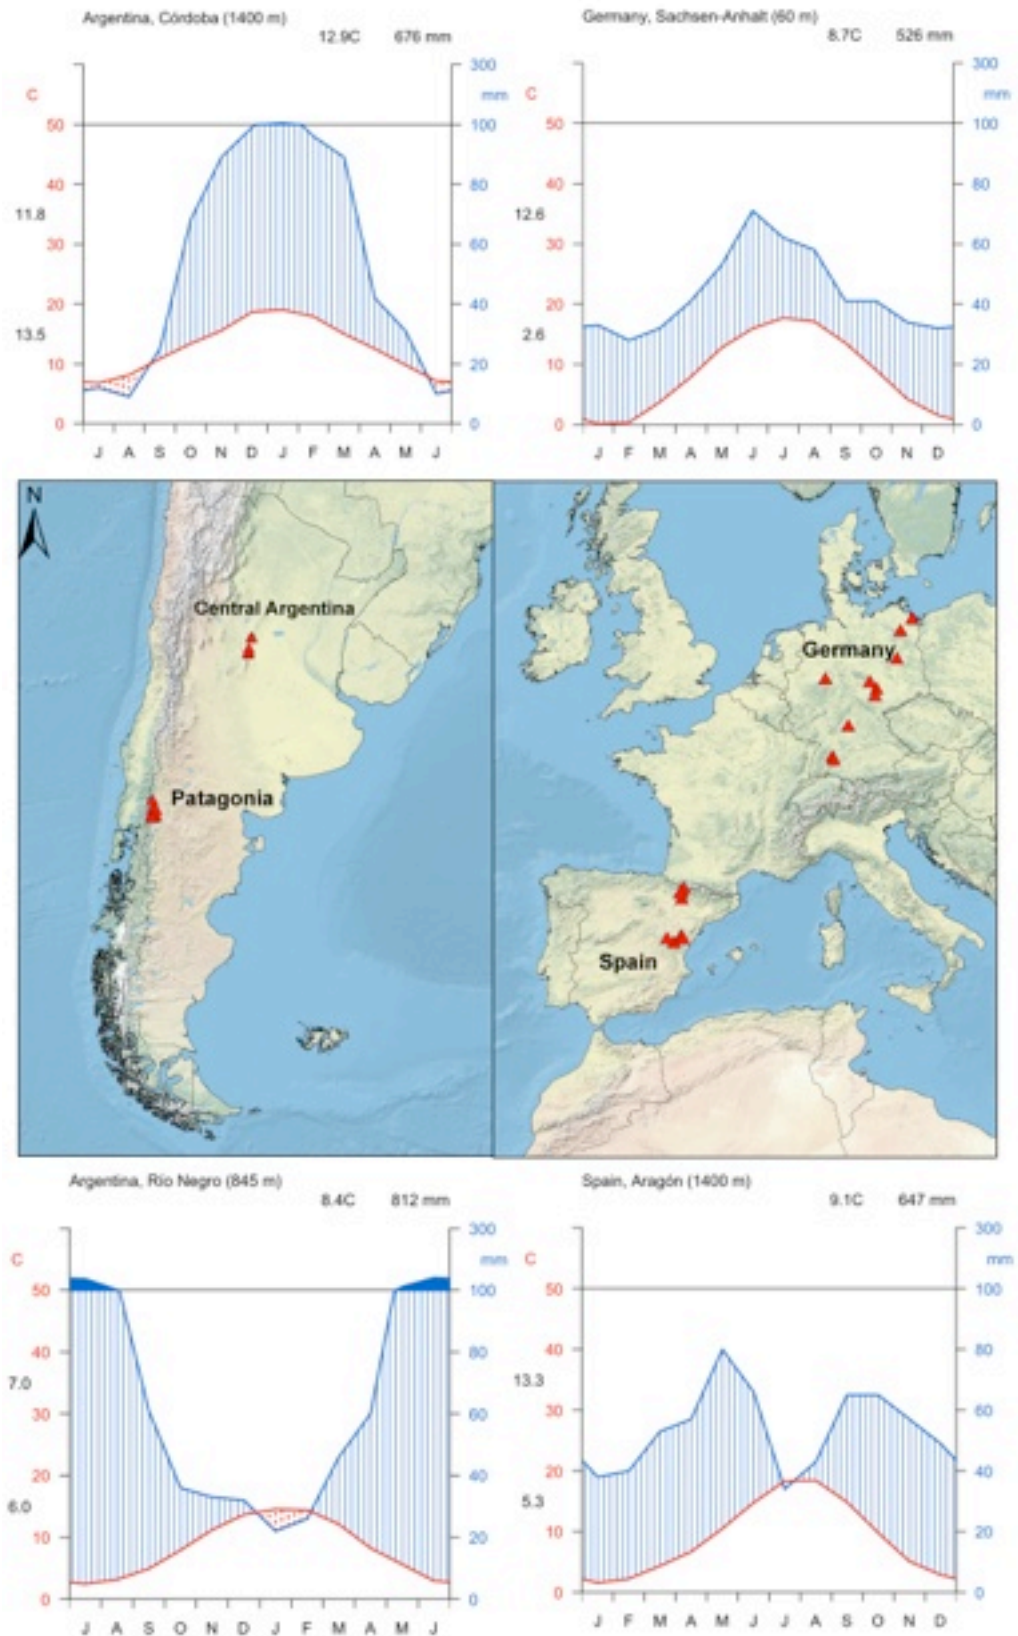 Argentina, Córdoba (1400 m)
12.9C 676 mm
C
mm
300
100
80
60
40
20
0
50
40
30
20
10
0
11.8
13.5
J A S O N D J F M A M J
Germany, Sachsen-Anhalt (60 m)
8.7C 526 mm
C
mm
300
100
80
60
40
20
0
50
40
30
20
10
0
12.6
2.6
J F M A M J J A S O N D
N
Central Argentina
Patagonia
Germany
Spain
Argentina, Río Negro (845 m)
8.4C 812 mm
C
mm
300
100
80
60
40
20
0
50
40
30
20
10
0
7.0
6.0
J A S O N D J F M A M J
Spain, Aragón (1400 m)
9.1C 647 mm
C
mm
300
100
80
60
40
20
0
50
40
30
20
10
0
13.3
5.3
J F M A M J J A S O N D